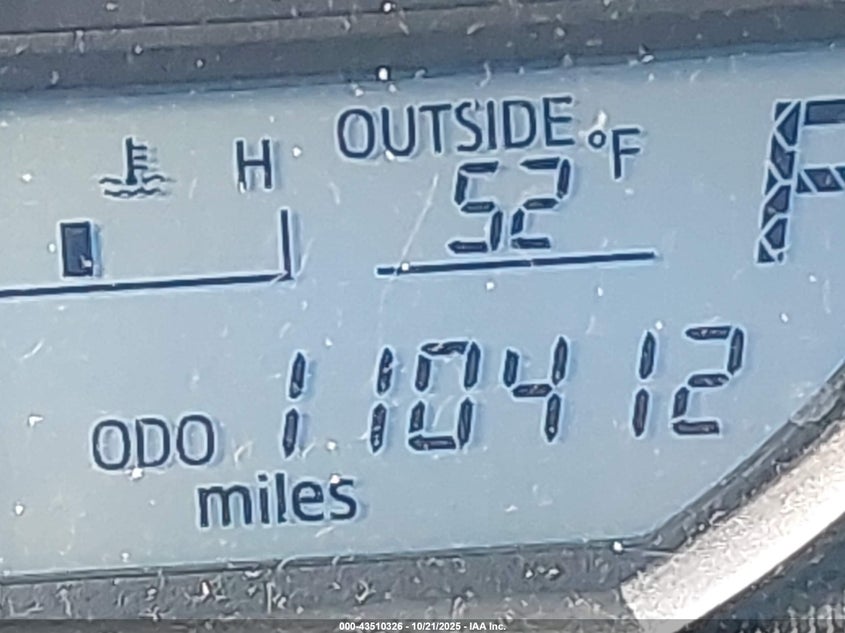 H
OUTSIDE °F
52
ODO 110412
miles
000-43510326 - 10/21/2025 - IAA Inc.